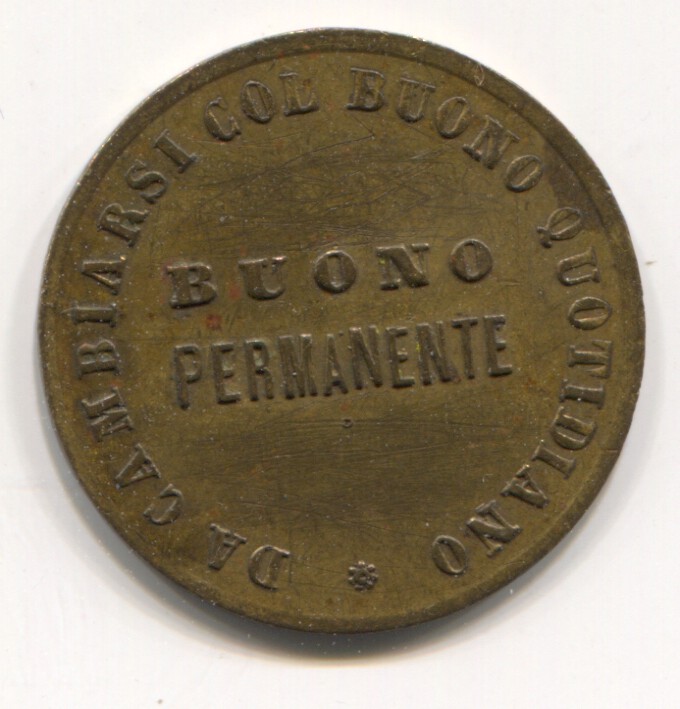 DA CAMBIARSI COL BUONO QUOTIDIANO *
BUONO
PERMANENTE